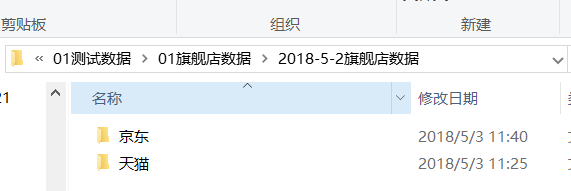 剪贴板 组织 新建
« 01测试数据 > 01旗舰店数据 > 2018-5-2旗舰店数据
21 名称 修改日期
京东 2018/5/3 11:40
天猫 2018/5/3 11:25